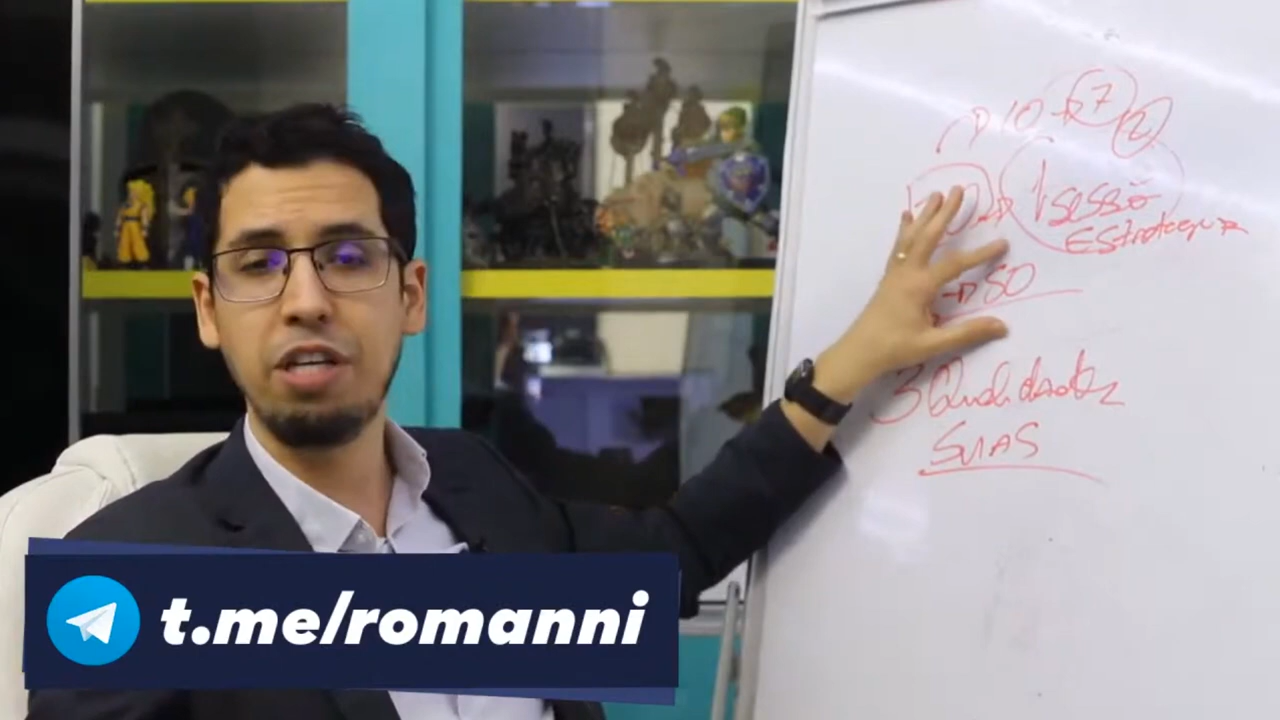 10 → 7
2
1 sessão
Estratégica
→ 50
3 Qualidades
SUAS
t.me/romanni